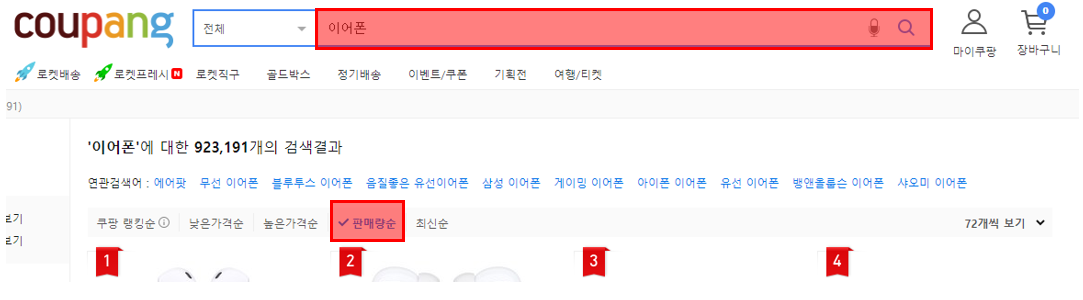 coupang 전체 이어폰 0
마이쿠팡 장바구니
로켓배송 로켓프레시 N 로켓직구 골드박스 정기배송 이벤트/쿠폰 기획전 여행/티켓
91)
'이어폰'에 대한 923,191개의 검색결과
연관검색어 : 에어팟 무선 이어폰 블루투스 이어폰 음질좋은 유선이어폰 삼성 이어폰 게이밍 이어폰 아이폰 이어폰 유선 이어폰 뱅앤올룹슨 이어폰 샤오미 이어폰
보기 쿠팡 랭킹순 낮은가격순 높은가격순 판매량순 최신순 72개씩 보기
보기
1 2 3 4